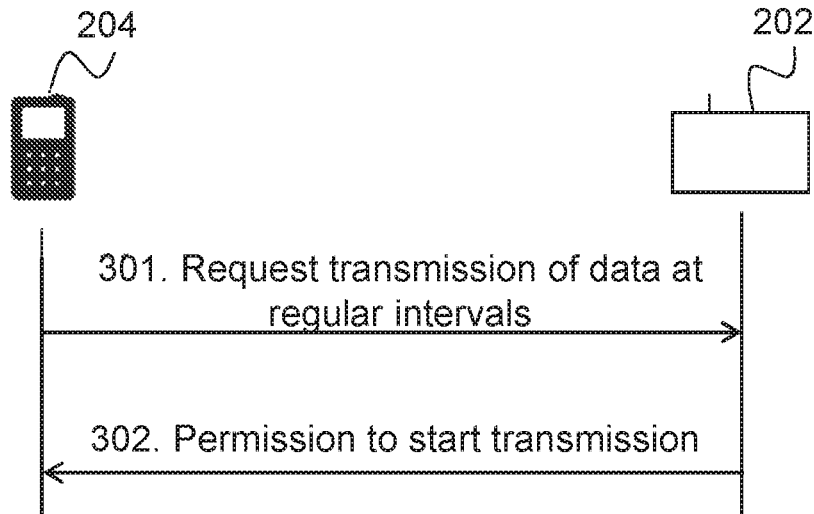 204
202
301. Request transmission of data at
regular intervals
302. Permission to start transmission